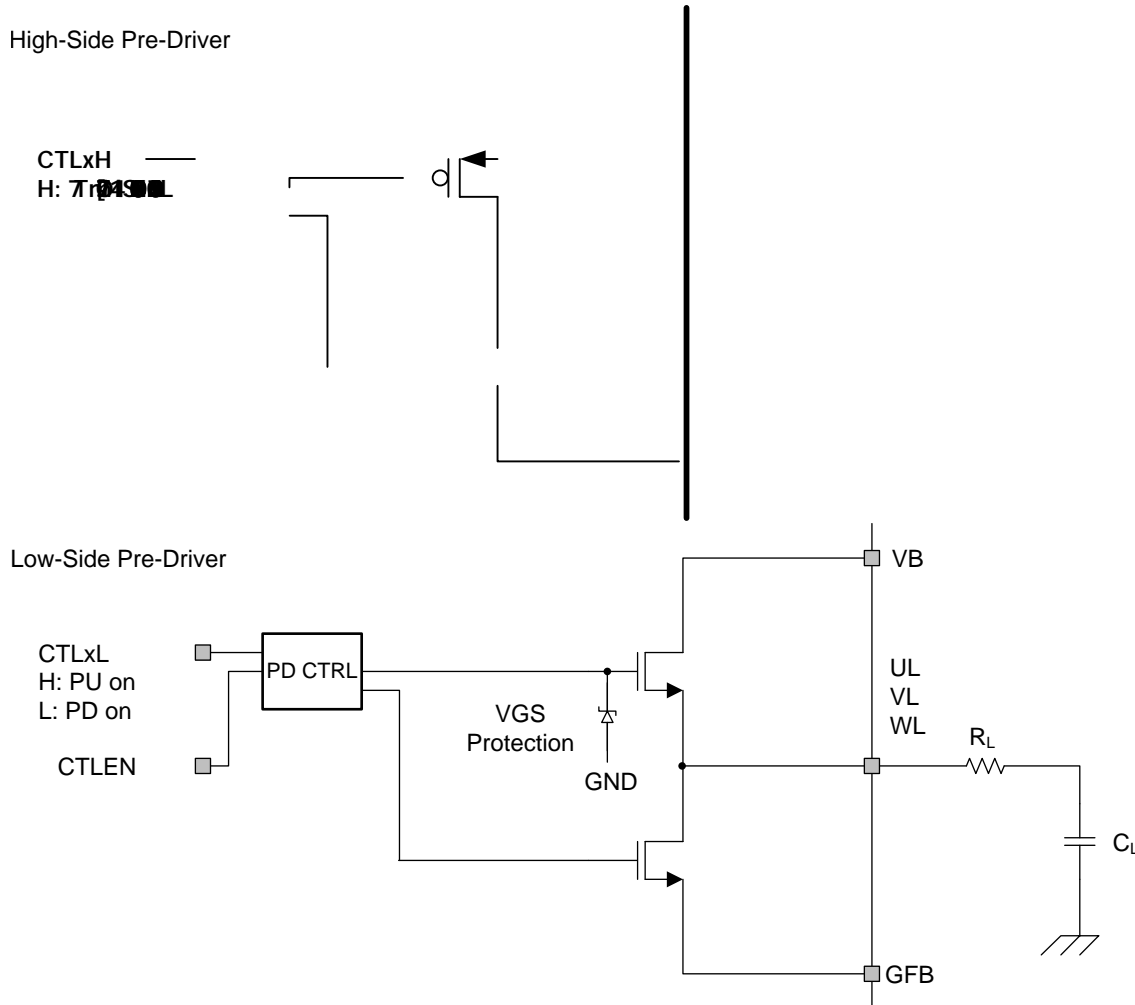 High-Side Pre-Driver
CTLxH
H:
Low-Side Pre-Driver
VB
CTLxL
H: PU on
L: PD on
PD CTRL
UL
VL
WL
VGS
Protection
RL
CTLEN
GND
CL
GFB